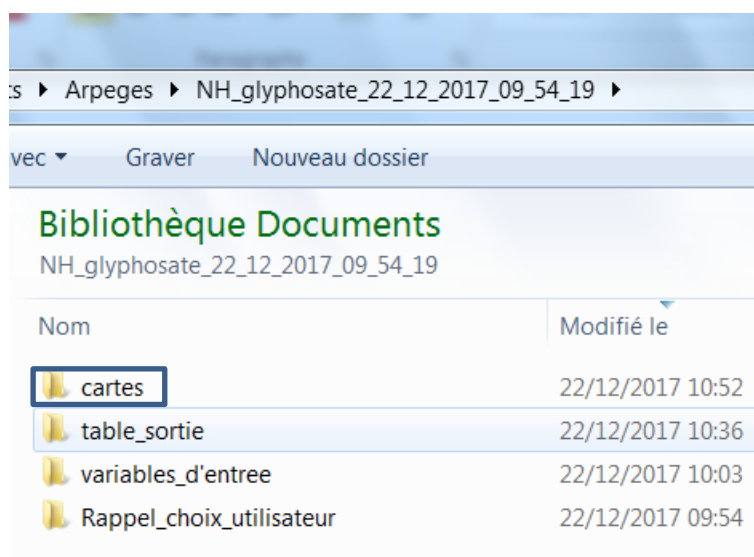 ts ▸ Arpeges ▸ NH_glyphosate_22_12_2017_09_54_19 ▸
vec Graver Nouveau dossier
Bibliothèque Documents
NH_glyphosate_22_12_2017_09_54_19
Nom Modifié le
cartes 22/12/2017 10:52
table_sortie 22/12/2017 10:36
variables_d'entree 22/12/2017 10:03
Rappel_choix_utilisateur 22/12/2017 09:54